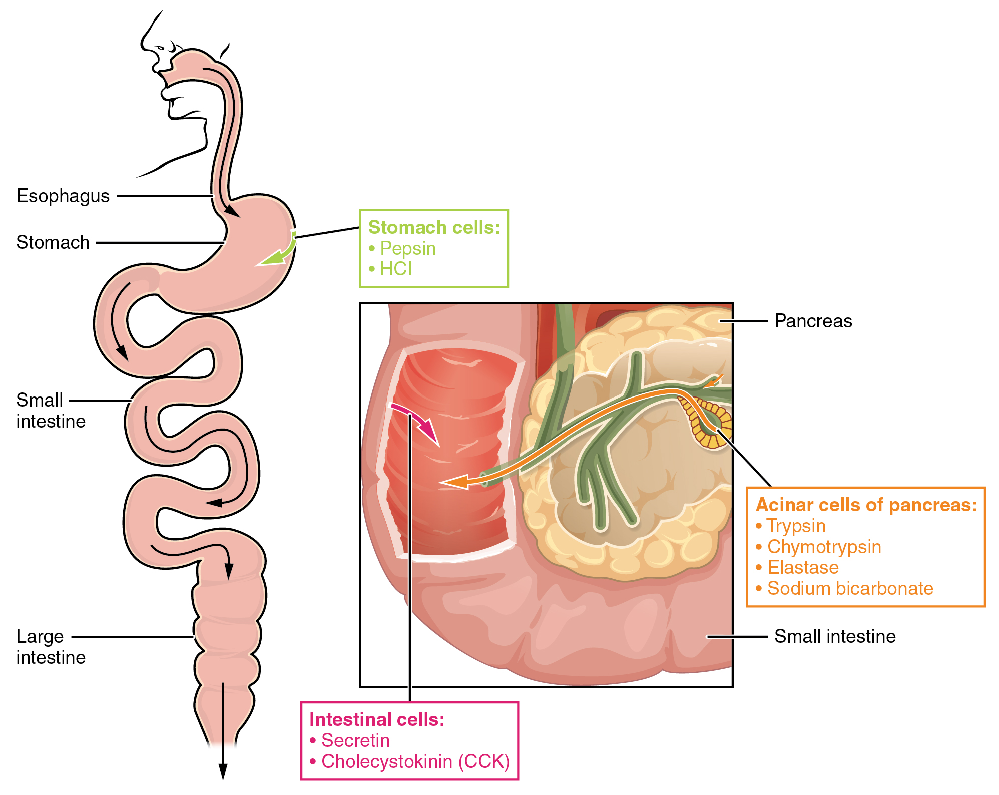 Esophagus
Stomach
Stomach cells:
• Pepsin
• HCl
Pancreas
Small
intestine
Acinar cells of pancreas:
• Trypsin
• Chymotrypsin
• Elastase
• Sodium bicarbonate
Large
intestine
Small intestine
Intestinal cells:
• Secretin
• Cholecystokinin (CCK)